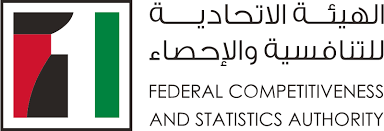 الهيئة الاتحادية
للتنافسية والإحصاء
FEDERAL COMPETITIVENESS
AND STATISTICS AUTHORITY